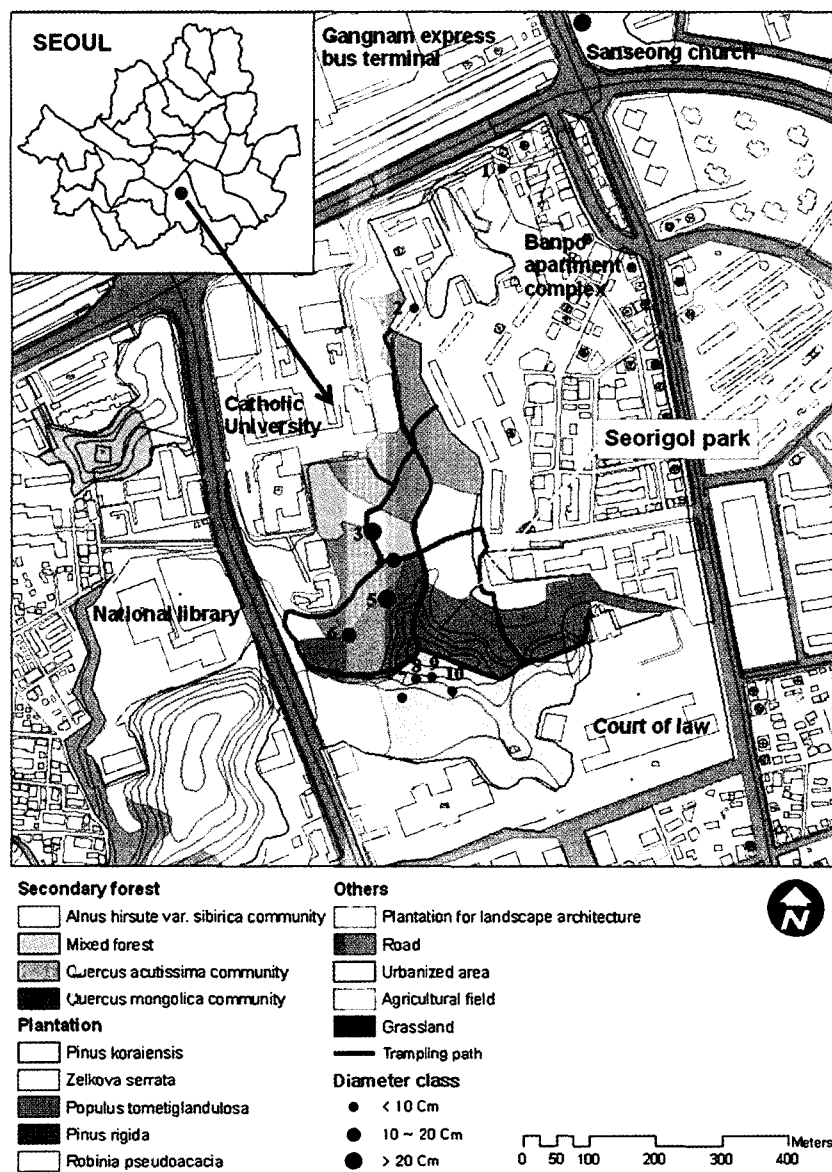 SEOUL
Gangnam express
bus terminal
Sanseong church
1
Banpo
apartment
complex
2
Catholic
University
Seorigol park
3
5
National library
6
7 8 9 10
Court of law
Secondary forest
Alnus hirsute var. sibirica community
Mixed forest
Quercus acutissima community
Quercus mongolica community
Plantation
Pinus koraiensis
Zelkova serrata
Populus tometiglandulosa
Pinus rigida
Robinia pseudoacacia
Others
Plantation for landscape architecture
Road
Urbanized area
Agricultural field
Grassland
Trampling path
Diameter class
< 10 Cm
10 ~ 20 Cm
> 20 Cm
N
Meters
0 50 100 200 300 400